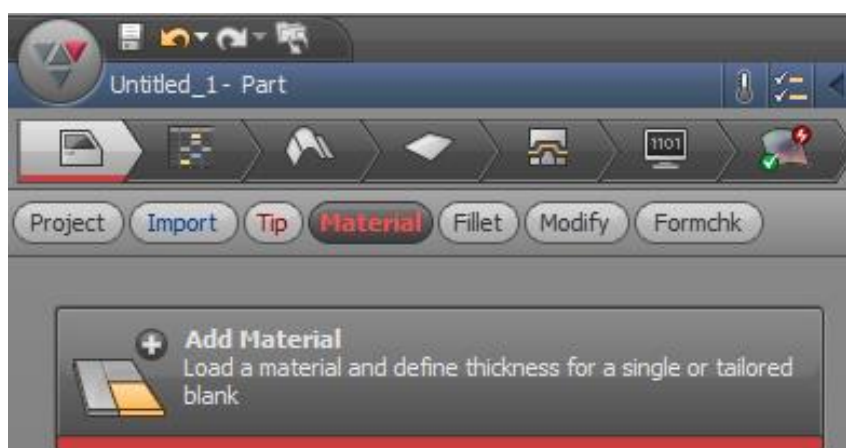 Untitled_1 - Part
1101
Project Import Tip Material Fillet Modify Formchk
Add Material
Load a material and define thickness for a single or tailored
blank